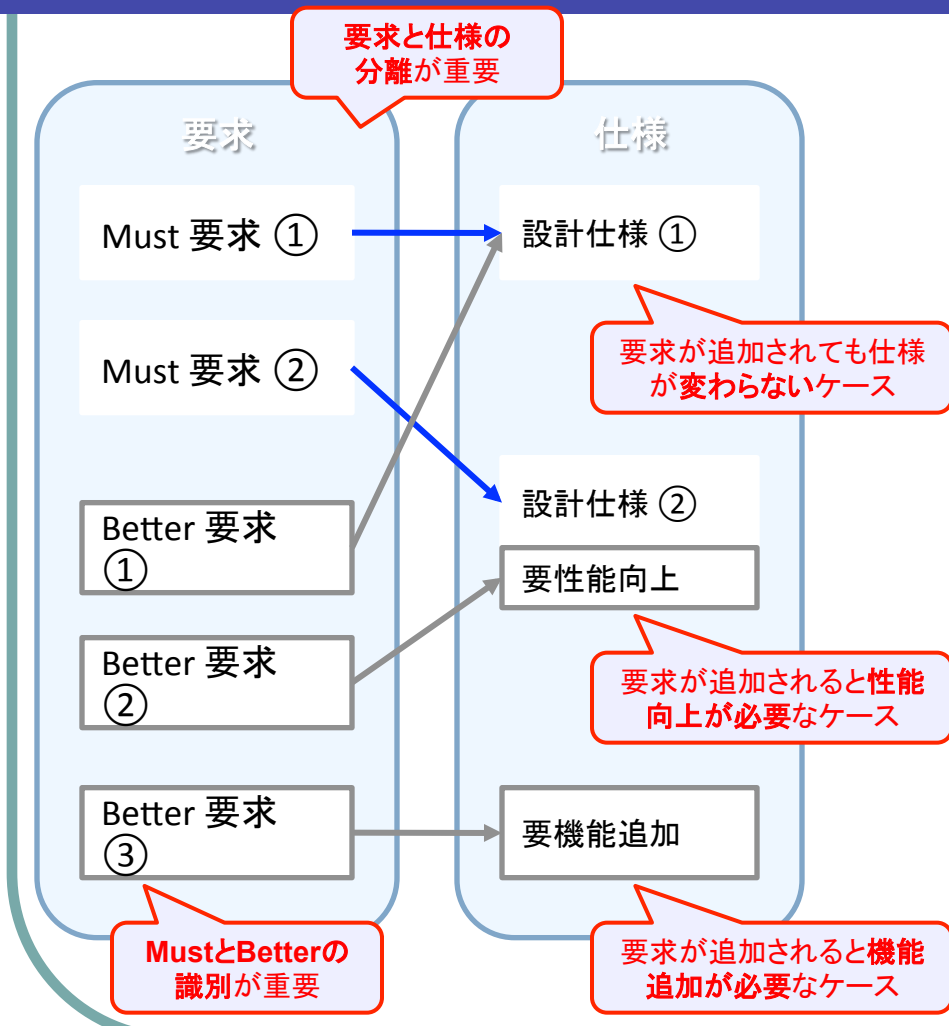 要求と仕様の
分離が重要
要求
仕様
Must 要求 ①
設計仕様 ①
要求が追加されても仕様
が変わらないケース
Must 要求 ②
設計仕様 ②
要性能向上
Better 要求
①
要求が追加されると性能
向上が必要なケース
Better 要求
②
Better 要求
③
要機能追加
MustとBetterの
識別が重要
要求が追加されると機能
追加が必要なケース